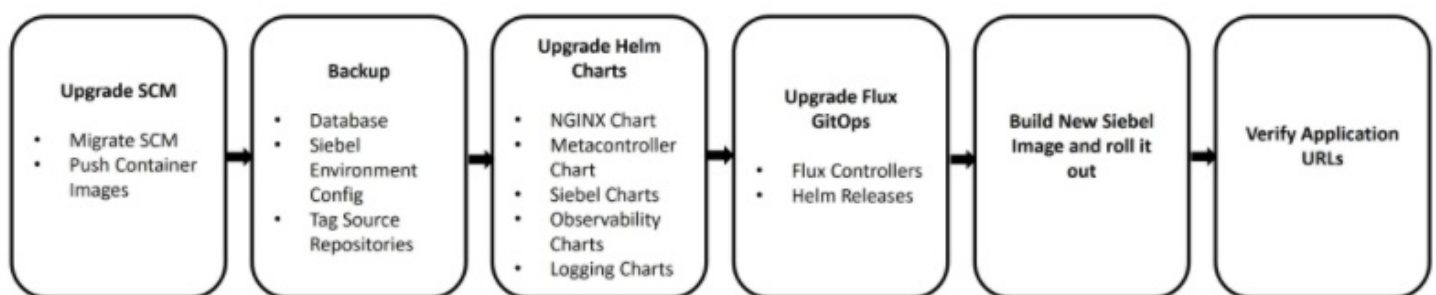 Upgrade SCM
• Migrate SCM
• Push Container
Images
Backup
• Database
• Siebel
Environment
Config
• Tag Source
Repositories
Upgrade Helm
Charts
• NGINX Chart
• Metacontroller
Chart
• Siebel Charts
• Observability
Charts
• Logging Charts
Upgrade Flux
GitOps
• Flux Controllers
• Helm Releases
Build New Siebel
Image and roll it
out
Verify Application
URLs